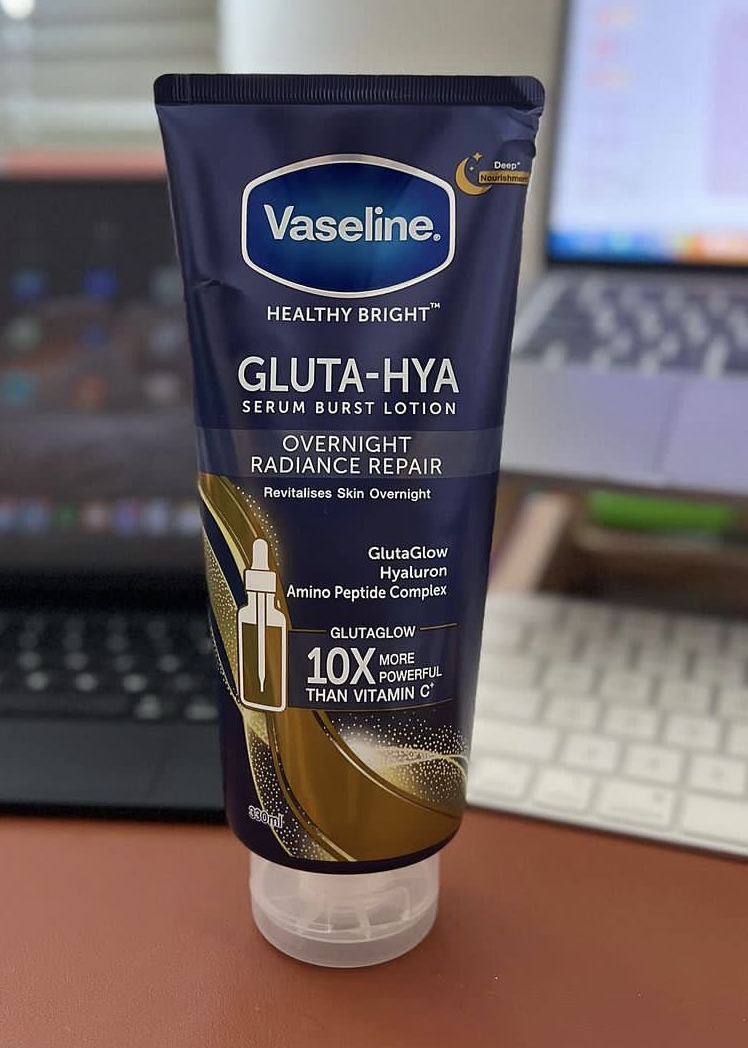 Deep*
Nourishment
Vaseline®
HEALTHY BRIGHT™
GLUTA-HYA
SERUM BURST LOTION
OVERNIGHT
RADIANCE REPAIR
Revitalises Skin Overnight
GlutaGlow
Hyaluron
Amino Peptide Complex
GLUTAGLOW
10X MORE
POWERFUL
THAN VITAMIN C⁺
330ml